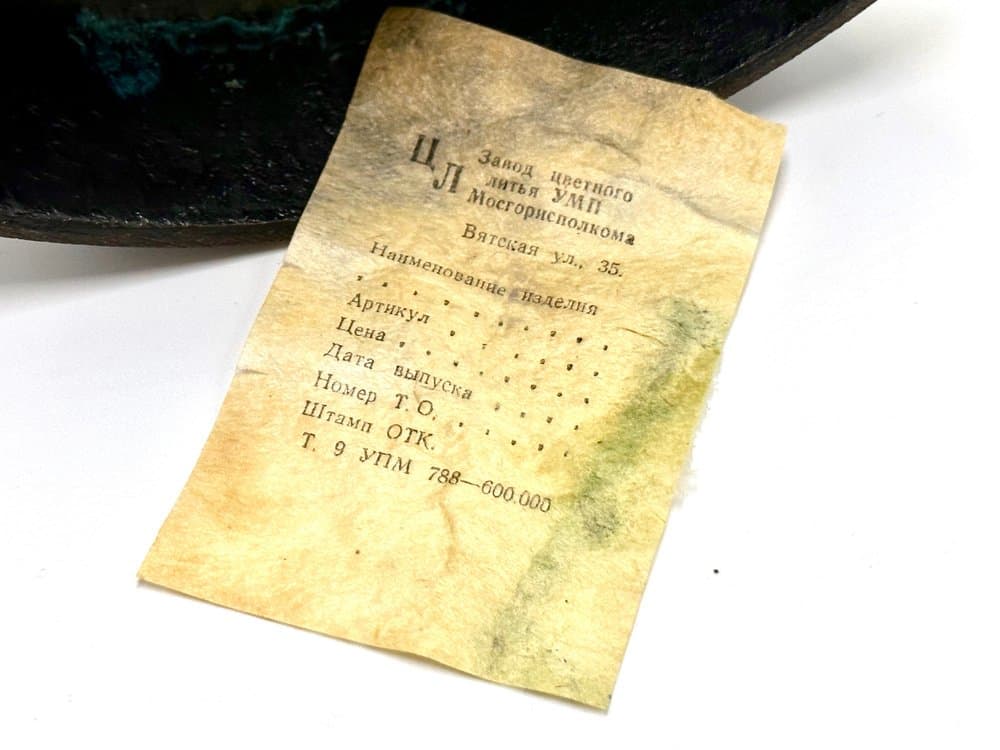 ЦЛ
Завод цветного
литья УМП
Мосгорисполкома
Вятская ул., 35.
Наименование изделия
. . . . . . . . .
Артикул . . . . . .
Цена . . . . . . .
Дата выпуска . . . .
Номер Т. О. . . . . .
Штамп ОТК.
Т. 9 УПМ 788—600.000